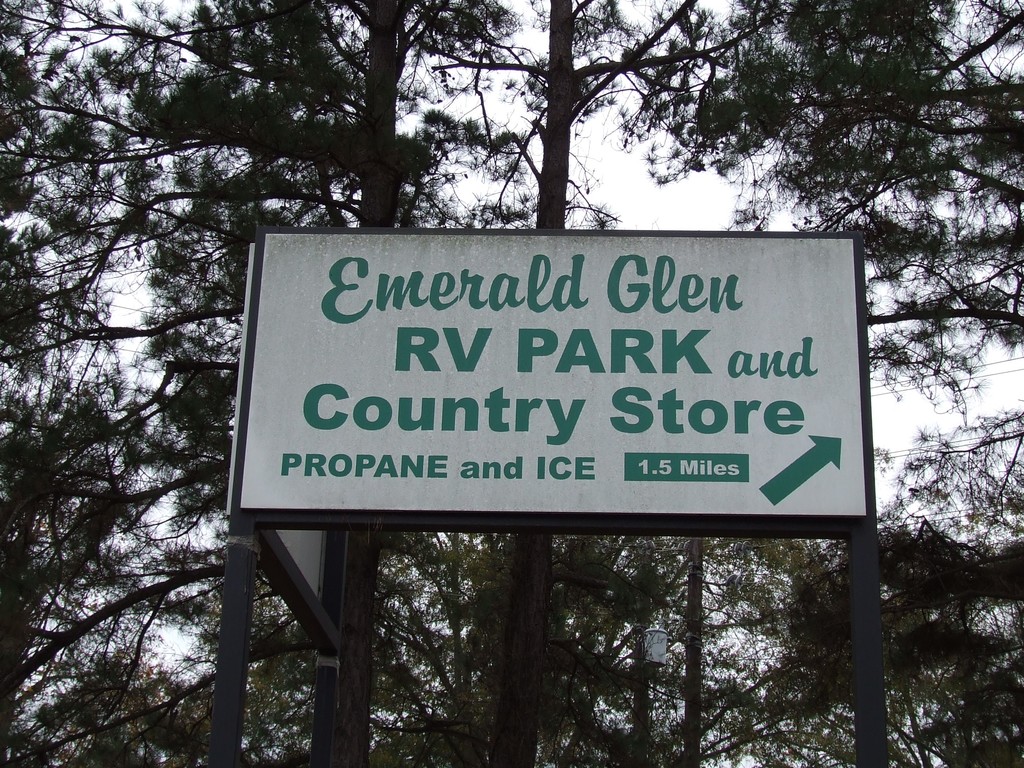 Emerald Glen
RV PARK and
Country Store
PROPANE and ICE 1.5 Miles